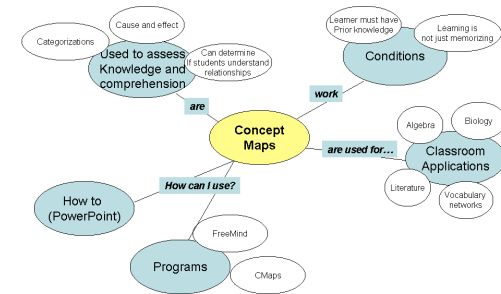 Cause and effect
Categorizations
Used to assess
Knowledge and
comprehension
Can determine
If students understand
relationships
Learner must have
Prior knowledge
Learning is
not just memorizing
Conditions
are
work
Concept
Maps
are used for...
Algebra
Biology
Classroom
Applications
Literature
Vocabulary
networks
How can I use?
How to
(PowerPoint)
FreeMind
Programs
CMaps